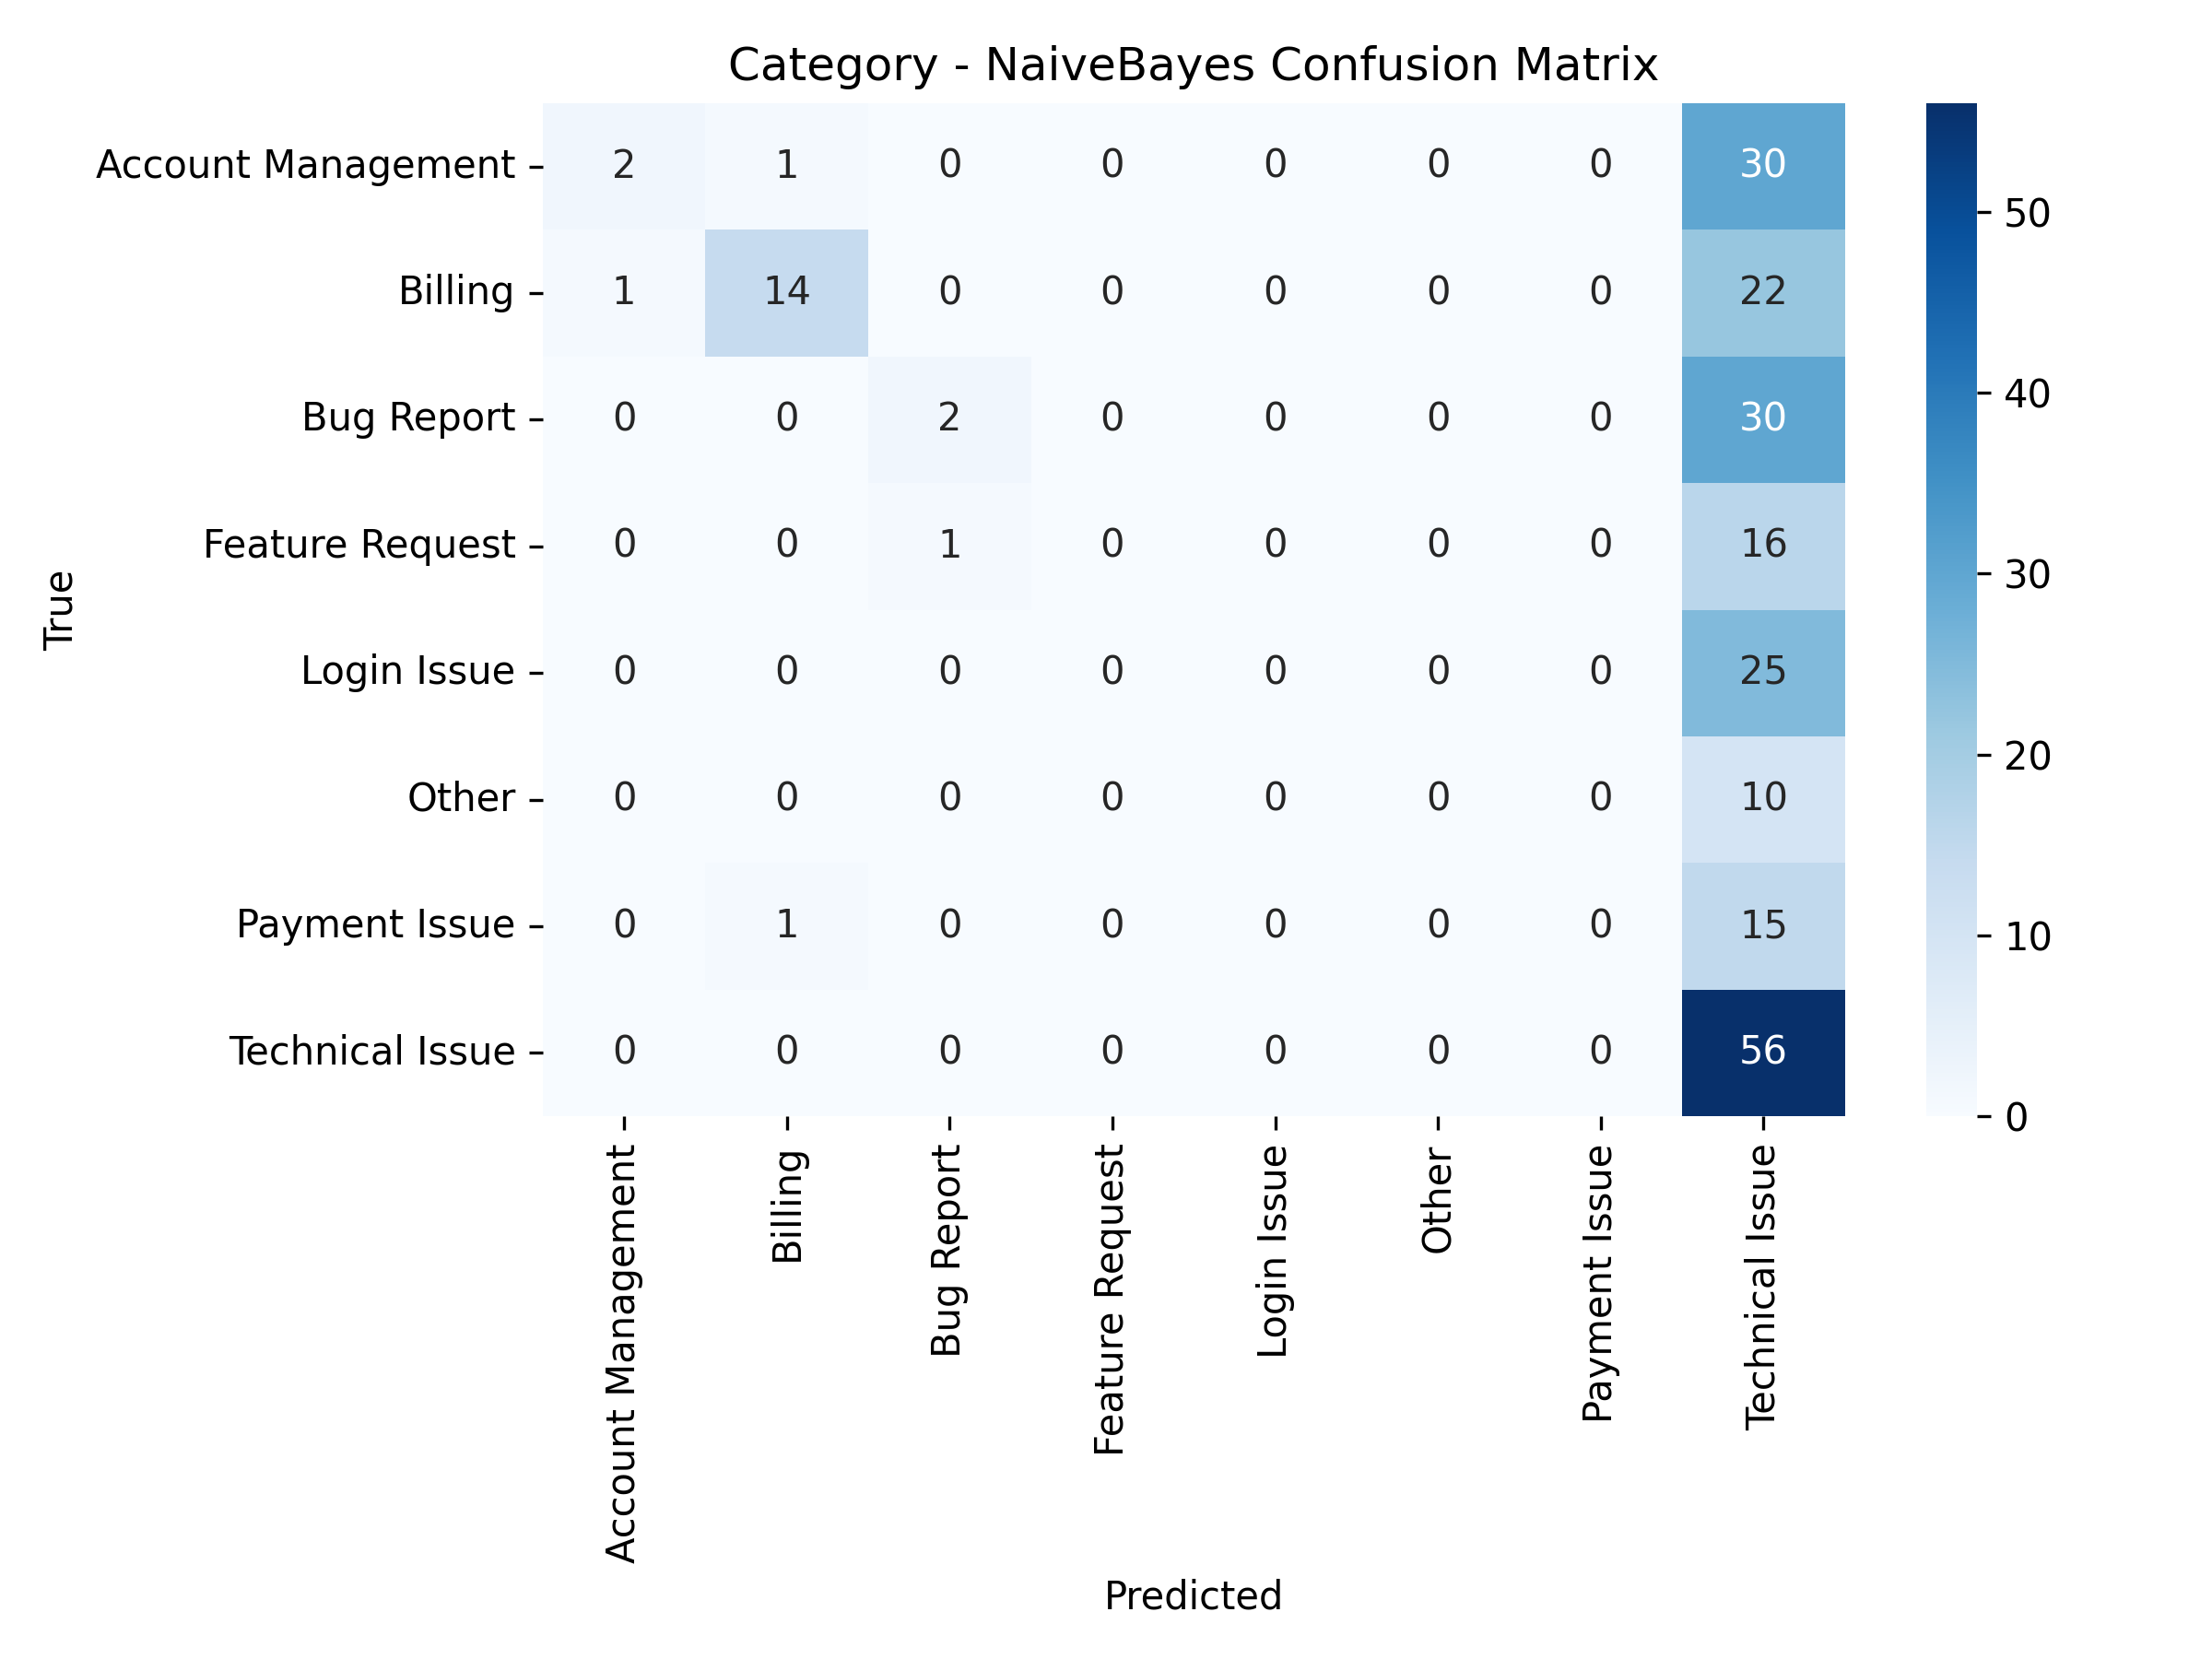 Category - NaiveBayes Confusion Matrix
True
Account Management 2 1 0 0 0 0 0 30
Billing 1 14 0 0 0 0 0 22
Bug Report 0 0 2 0 0 0 0 30
Feature Request 0 0 1 0 0 0 0 16
Login Issue 0 0 0 0 0 0 0 25
Other 0 0 0 0 0 0 0 10
Payment Issue 0 1 0 0 0 0 0 15
Technical Issue 0 0 0 0 0 0 0 56
Account Management
Billing
Bug Report
Feature Request
Login Issue
Other
Payment Issue
Technical Issue
Predicted
50
40
30
20
10
0